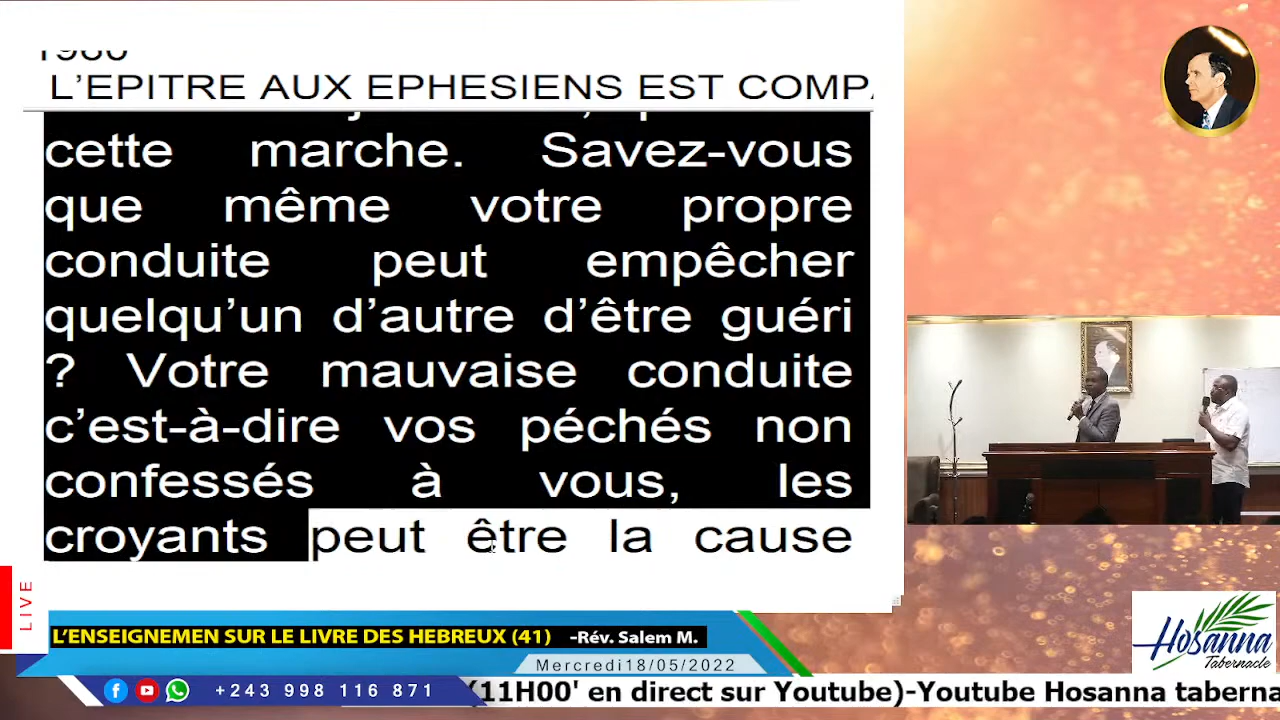 L’EPITRE AUX EPHESIENS EST COMPA
cette marche. Savez-vous
que même votre propre
conduite peut empêcher
quelqu’un d’autre d’être guéri
? Votre mauvaise conduite
c’est-à-dire vos péchés non
confessés à vous, les
croyants peut être la cause
LIVE
L’ENSEIGNEMEN SUR LE LIVRE DES HEBREUX (41) -Rév. Salem M.
Mercredi18/05/2022
+243 998 116 871
(11H00' en direct sur Youtube)-Youtube Hosanna taberna
Hosanna
Tabernacle